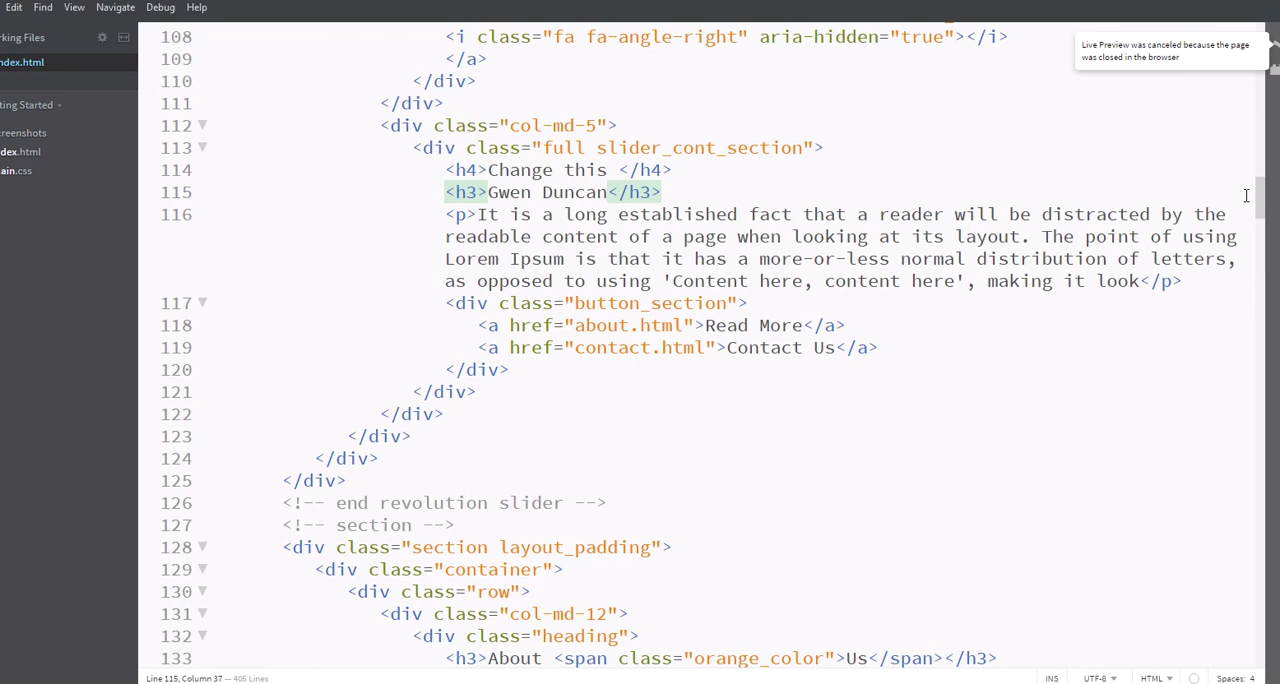 Edit Find View Navigate Debug Help
rking Files
ndex.html
ting Started
creenshots
dex.html
ain.css
Live Preview was canceled because the page
was closed in the browser
108 <i class="fa fa-angle-right" aria-hidden="true"></i>
109 </a>
110 </div>
111 </div>
112 <div class="col-md-5">
113 <div class="full slider_cont_section">
114 <h4>Change this </h4>
115 <h3>Gwen Duncan</h3>
116 <p>It is a long established fact that a reader will be distracted by the
readable content of a page when looking at its layout. The point of using
Lorem Ipsum is that it has a more-or-less normal distribution of letters,
as opposed to using 'Content here, content here', making it look</p>
117 <div class="button_section">
118 <a href="about.html">Read More</a>
119 <a href="contact.html">Contact Us</a>
120 </div>
121 </div>
122 </div>
123 </div>
124 </div>
125 </div>
126 <!-- end revolution slider -->
127 <!-- section -->
128 <div class="section layout_padding">
129 <div class="container">
130 <div class="row">
131 <div class="col-md-12">
132 <div class="heading">
133 <h3>About <span class="orange_color">Us</span></h3>
Line 115, Column 37 — 405 Lines INS UTF-8 HTML Spaces: 4